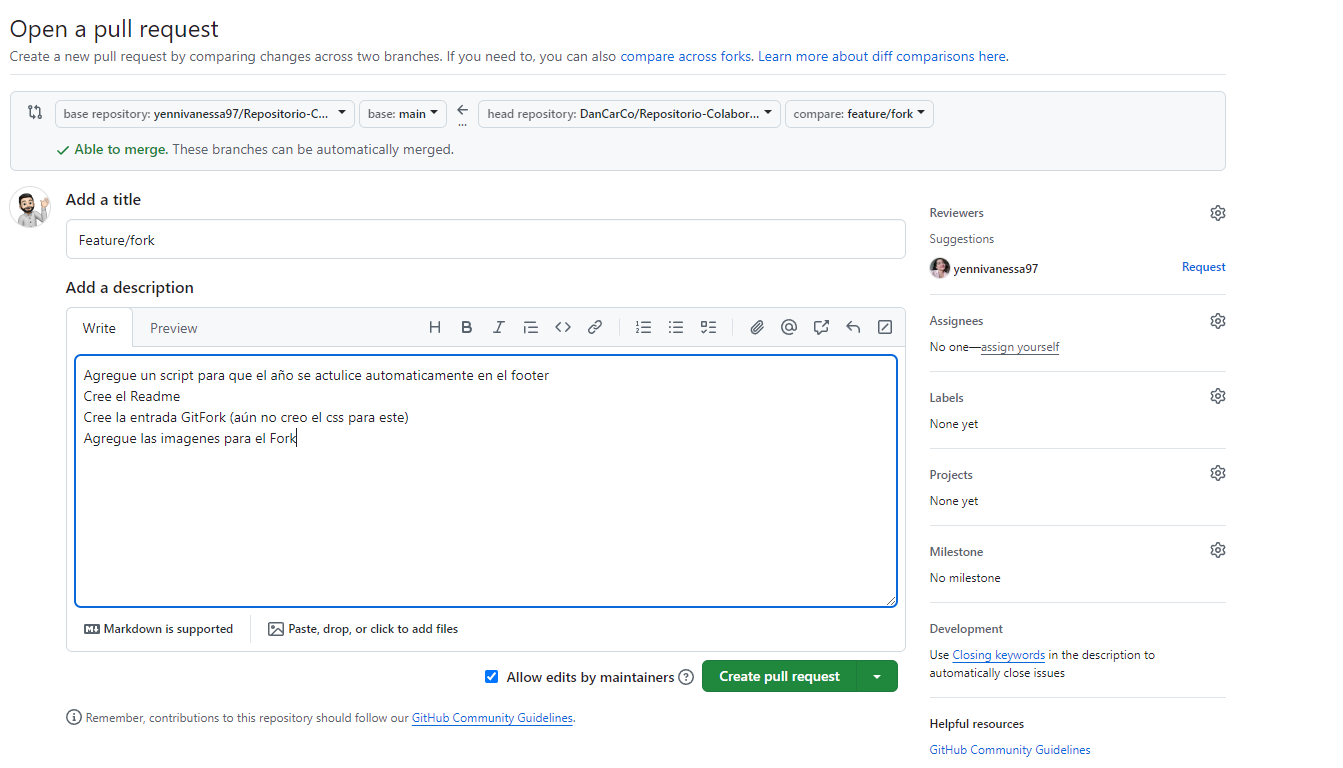 Open a pull request
Create a new pull request by comparing changes across two branches. If you need to, you can also compare across forks. Learn more about diff comparisons here.
base repository: yennivanessa97/Repositorio-C... base: main ... head repository: DanCarCo/Repositorio-Colabor... compare: feature/fork
Able to merge. These branches can be automatically merged.
Add a title
Feature/fork
Add a description
Write Preview
Agregue un script para que el año se actulice automaticamente en el footer
Cree el Readme
Cree la entrada GitFork (aún no creo el css para este)
Agregue las imagenes para el Fork
Markdown is supported Paste, drop, or click to add files
Allow edits by maintainers Create pull request
Remember, contributions to this repository should follow our GitHub Community Guidelines.
Reviewers
Suggestions
yennivanessa97 Request
Assignees
No one—assign yourself
Labels
None yet
Projects
None yet
Milestone
No milestone
Development
Use Closing keywords in the description to
automatically close issues
Helpful resources
GitHub Community Guidelines